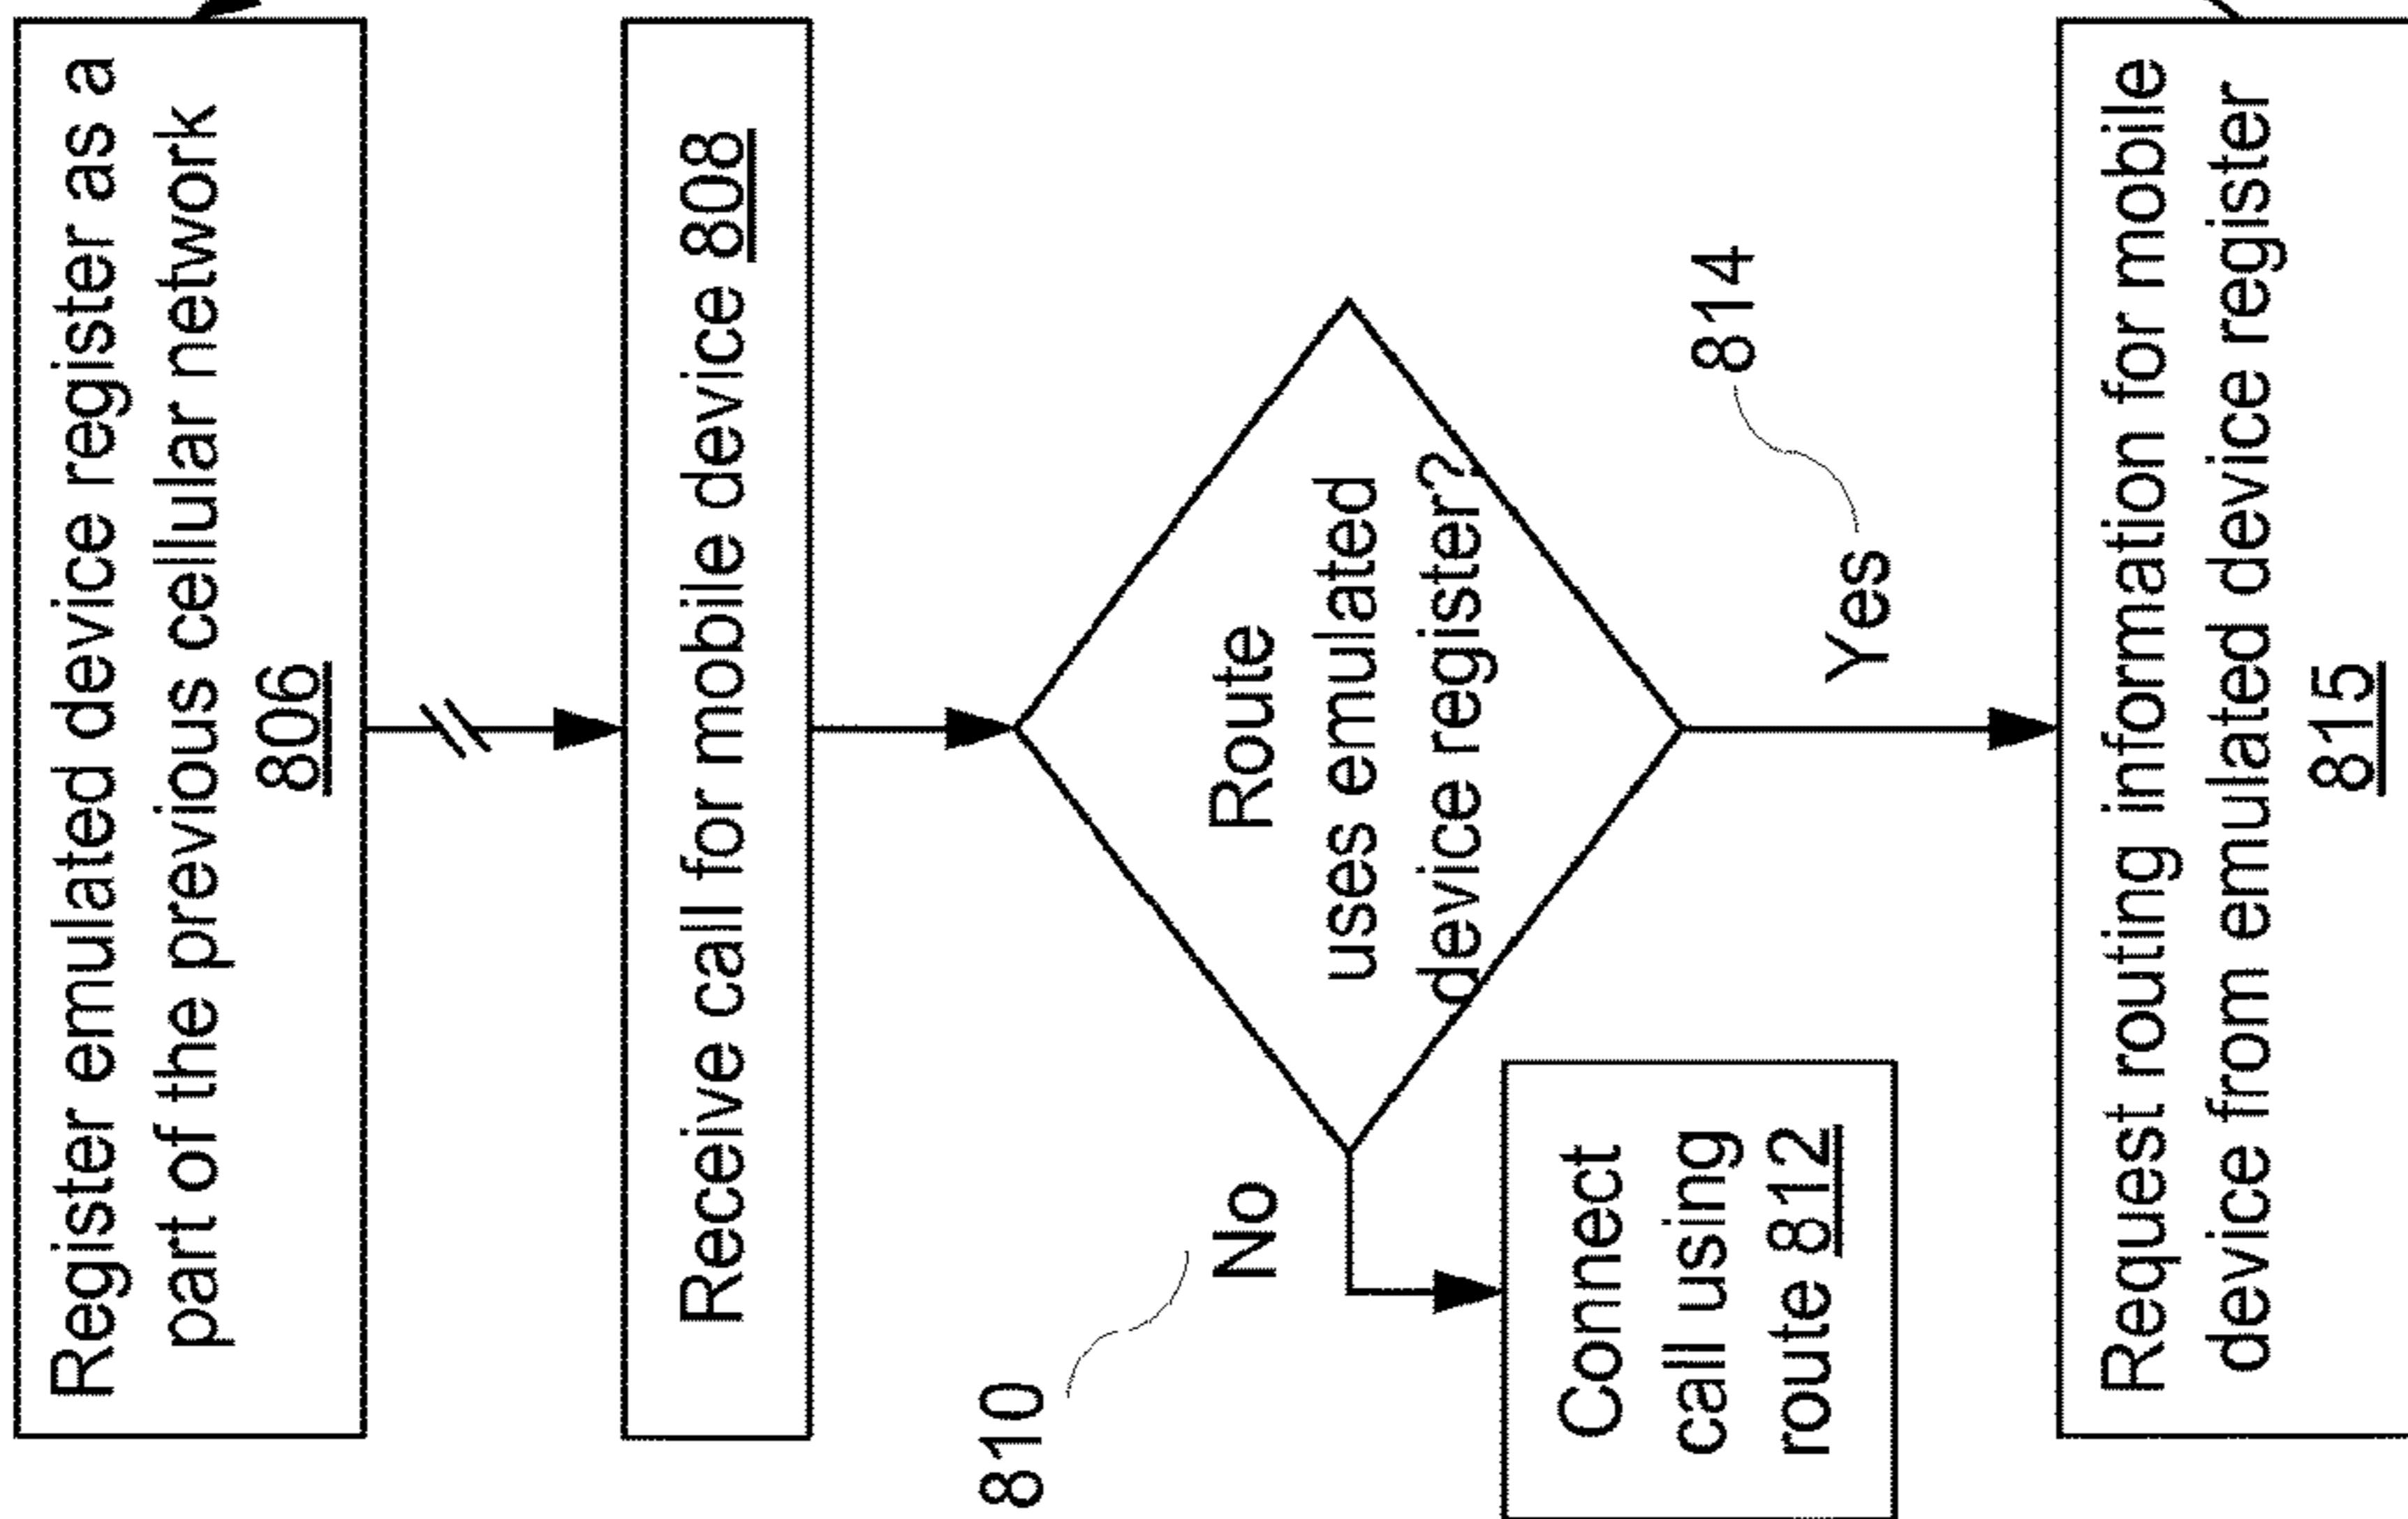 Register emulated device register as a
part of the previous cellular network
806
Receive call for mobile device 808
Route
uses emulated
device register?
810
No
Connect
call using
route 812
814
Yes
Request routing information for mobile
device from emulated device register
815